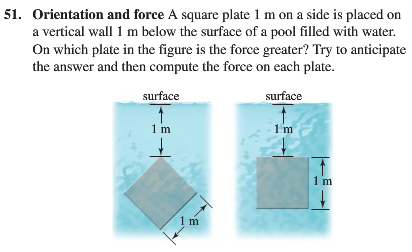 51. Orientation and force A square plate 1 m on a side is placed on
a vertical wall 1 m below the surface of a pool filled with water.
On which plate in the figure is the force greater? Try to anticipate
the answer and then compute the force on each plate.
surface surface
1 m 1 m
1 m
1 m